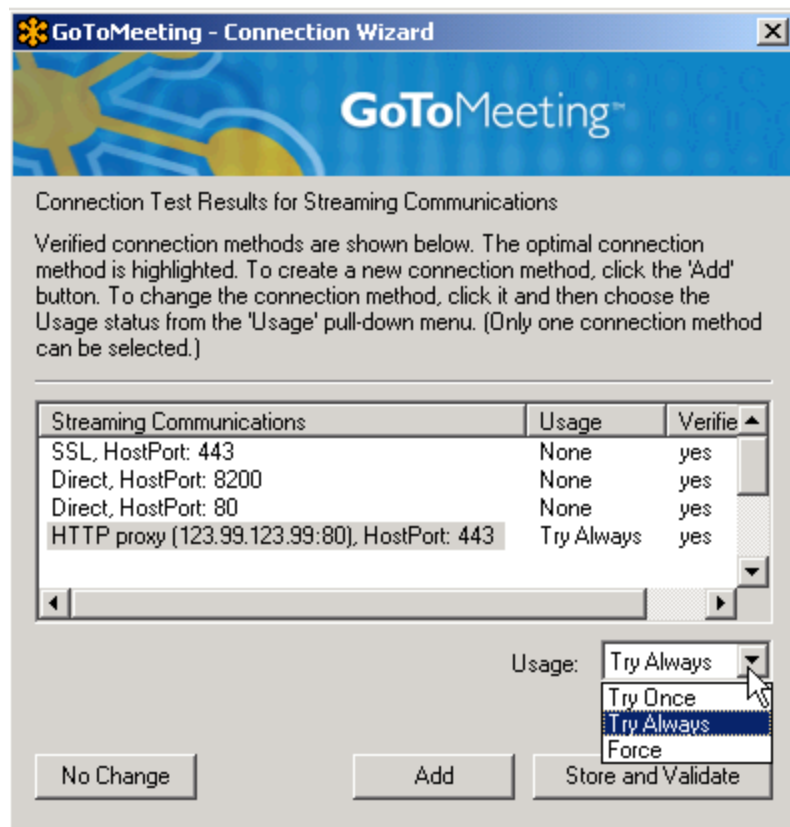 GoToMeeting - Connection Wizard
GoToMeeting™
Connection Test Results for Streaming Communications
Verified connection methods are shown below. The optimal connection
method is highlighted. To create a new connection method, click the 'Add'
button. To change the connection method, click it and then choose the
Usage status from the 'Usage' pull-down menu. (Only one connection method
can be selected.)
Streaming Communications Usage Verifie
SSL, HostPort: 443 None yes
Direct, HostPort: 8200 None yes
Direct, HostPort: 80 None yes
HTTP proxy (123.99.123.99:80), HostPort: 443 Try Always yes
Usage: Try Always
Try Once
Try Always
Force
No Change Add Store and Validate